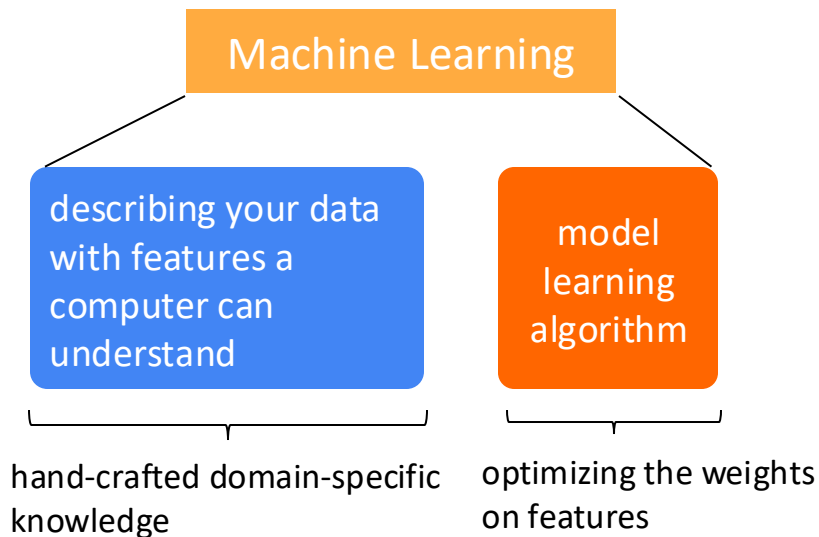 Machine Learning
describing your data
with features a
computer can
understand
model
learning
algorithm
hand-crafted domain-specific
knowledge
optimizing the weights
on features